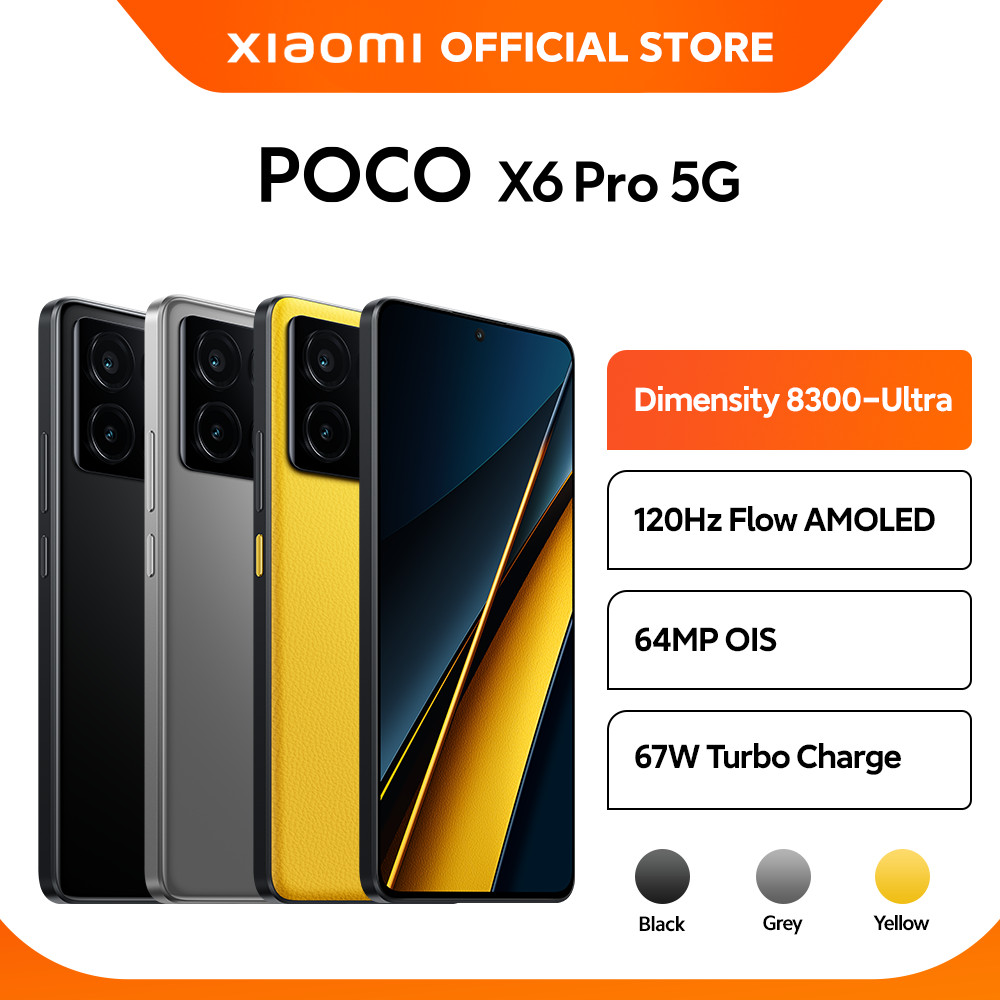 xiaomi OFFICIAL STORE
POCO X6 Pro 5G
Dimensity 8300-Ultra
120Hz Flow AMOLED
64MP OIS
67W Turbo Charge
Black
Grey
Yellow